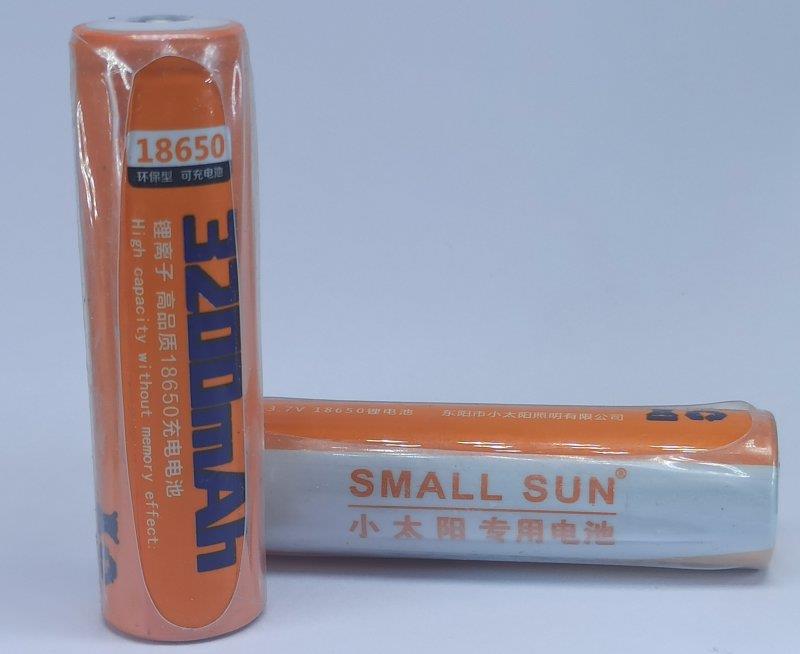 18650
环保型 可充电池
3200mAh
锂离子 高品质18650充电电池
High capacity without memory effect.
3.7V 18650锂电池 东阳市小太阳照明有限公司
SMALL SUN®
小太阳专用电池